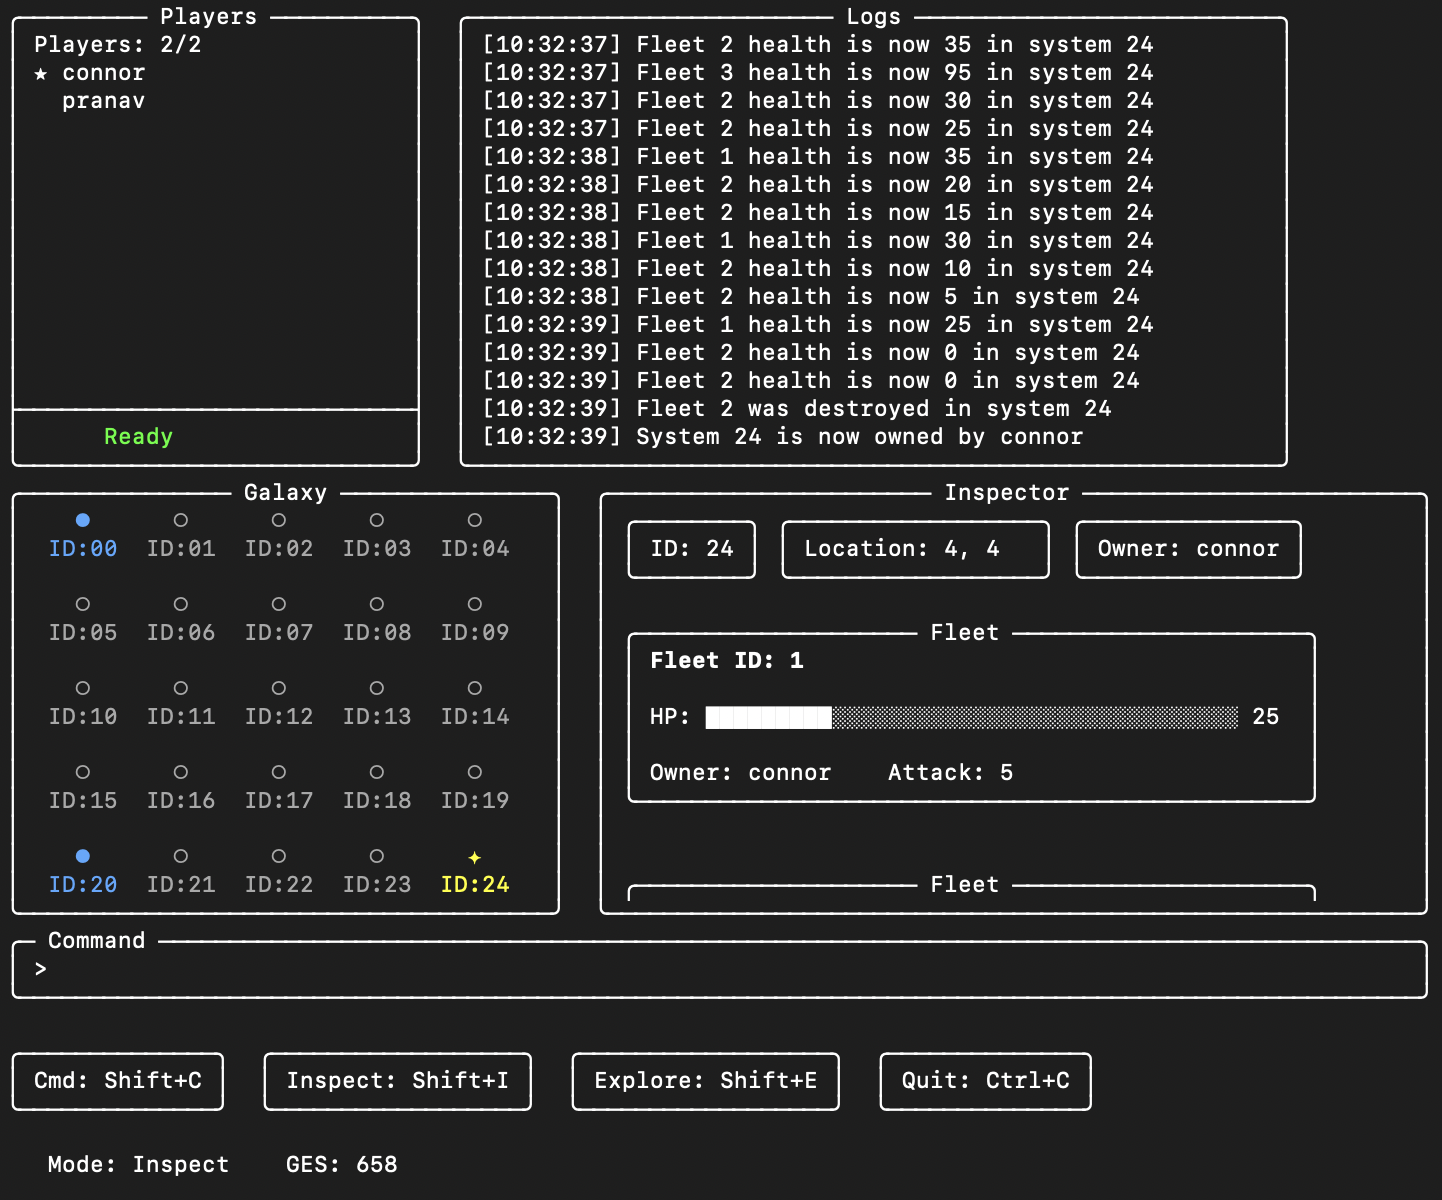 Players
Players: 2/2
★ connor
pranav
Ready
Logs
[10:32:37] Fleet 2 health is now 35 in system 24
[10:32:37] Fleet 3 health is now 95 in system 24
[10:32:37] Fleet 2 health is now 30 in system 24
[10:32:37] Fleet 2 health is now 25 in system 24
[10:32:38] Fleet 1 health is now 35 in system 24
[10:32:38] Fleet 2 health is now 20 in system 24
[10:32:38] Fleet 2 health is now 15 in system 24
[10:32:38] Fleet 1 health is now 30 in system 24
[10:32:38] Fleet 2 health is now 10 in system 24
[10:32:38] Fleet 2 health is now 5 in system 24
[10:32:39] Fleet 1 health is now 25 in system 24
[10:32:39] Fleet 2 health is now 0 in system 24
[10:32:39] Fleet 2 health is now 0 in system 24
[10:32:39] Fleet 2 was destroyed in system 24
[10:32:39] System 24 is now owned by connor
Galaxy
ID:00 ID:01 ID:02 ID:03 ID:04
ID:05 ID:06 ID:07 ID:08 ID:09
ID:10 ID:11 ID:12 ID:13 ID:14
ID:15 ID:16 ID:17 ID:18 ID:19
ID:20 ID:21 ID:22 ID:23 ID:24
Inspector
ID: 24 Location: 4, 4 Owner: connor
Fleet
Fleet ID: 1
HP: 25
Owner: connor Attack: 5
Fleet
Command
>
Cmd: Shift+C Inspect: Shift+I Explore: Shift+E Quit: Ctrl+C
Mode: Inspect GES: 658